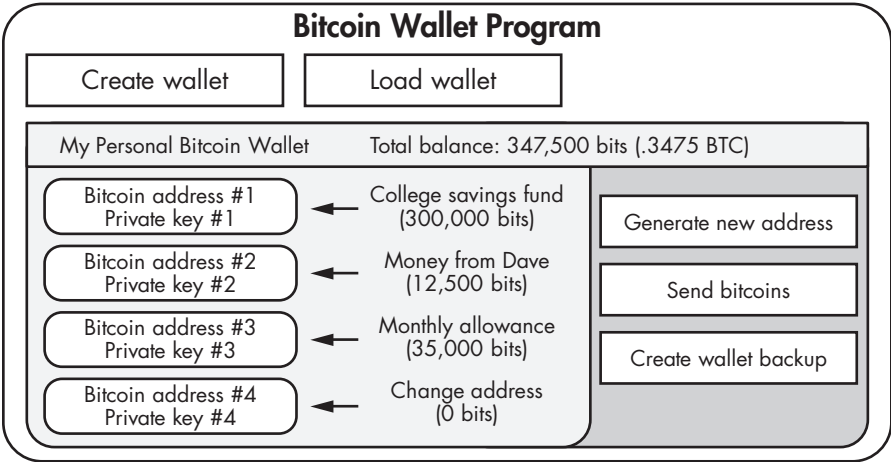 Bitcoin Wallet Program
Create wallet
Load wallet
My Personal Bitcoin Wallet
Total balance: 347,500 bits (.3475 BTC)
Bitcoin address #1
Private key #1
College savings fund
(300,000 bits)
Bitcoin address #2
Private key #2
Money from Dave
(12,500 bits)
Bitcoin address #3
Private key #3
Monthly allowance
(35,000 bits)
Bitcoin address #4
Private key #4
Change address
(0 bits)
Generate new address
Send bitcoins
Create wallet backup